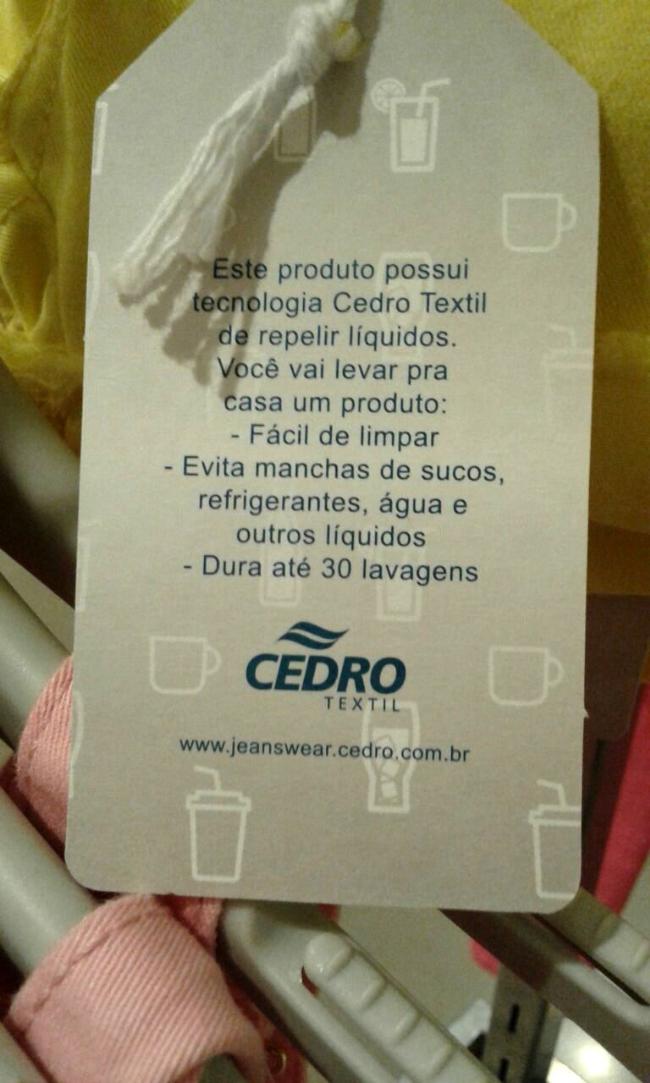 Este produto possui
tecnologia Cedro Textil
de repelir líquidos.
Você vai levar pra
casa um produto:
- Fácil de limpar
- Evita manchas de sucos,
refrigerantes, água e
outros líquidos
- Dura até 30 lavagens
CEDRO
TEXTIL
www.jeanswear.cedro.com.br